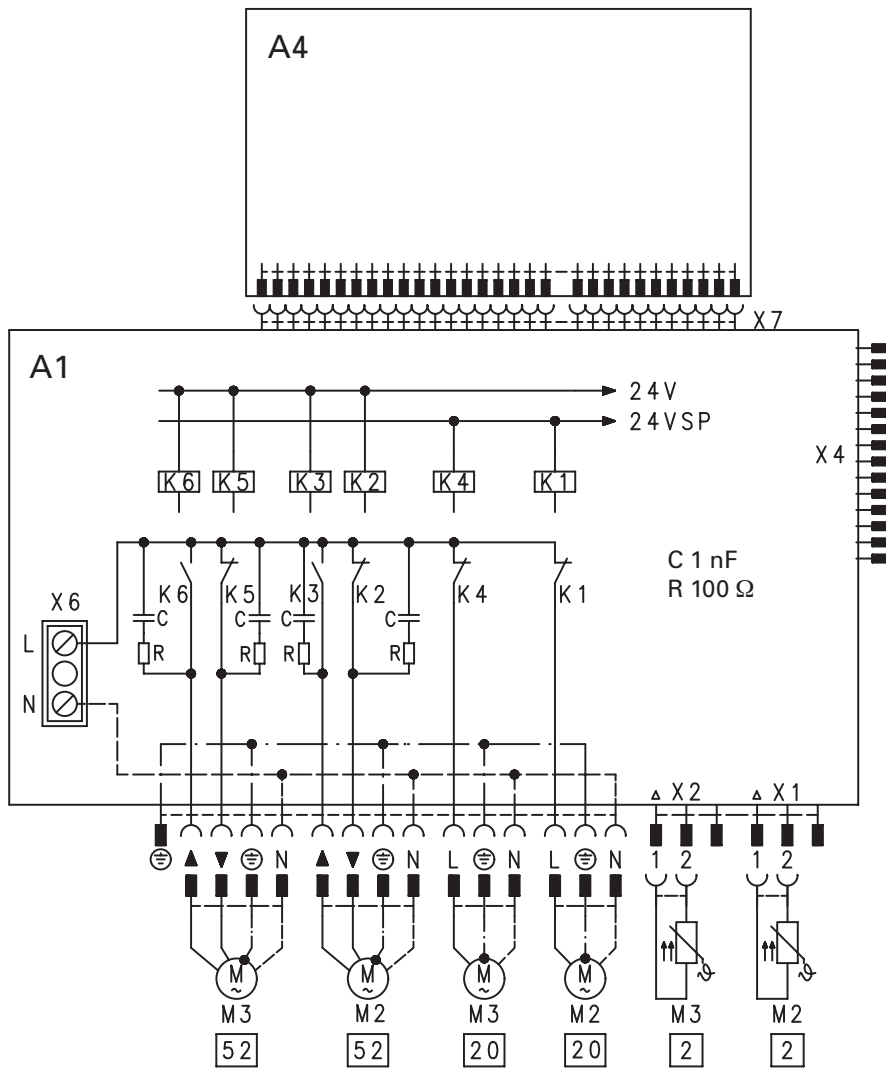 A4
X7
A1
24V
24VSP
X4
K6 K5 K3 K2 K4 K1
C 1 nF
R 100 Ω
X6
K6 K5 K3 K2 K4 K1
C C C C
L
R R R R
N
X2 X1
N N L N L N 1 2 1 2
M M M M
~ ~ ~ ~
ϑ ϑ
M3 M2 M3 M2 M3 M2
52 52 20 20 2 2